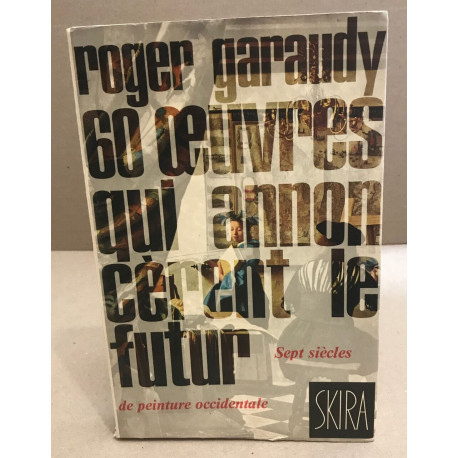 roger garaudy
60 œuvres
qui annon
cèrent le
futur
Sept siècles
de peinture occidentale
SKIRA